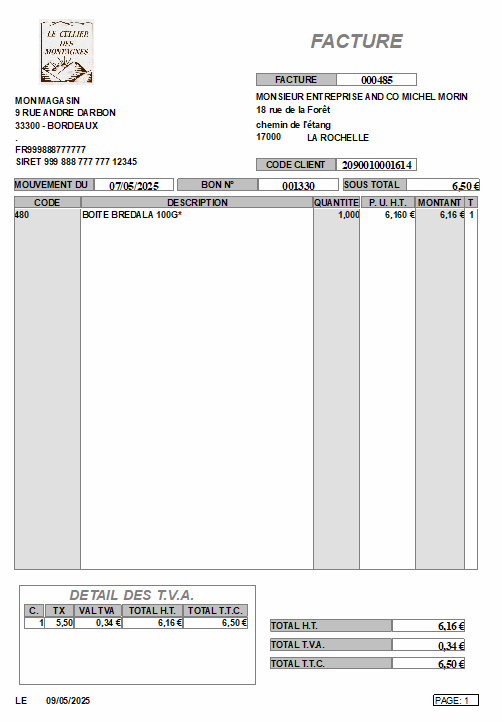 LE CELLIER
DES
MONTAGNES
FACTURE
FACTURE 000485
MONMAGASIN
9 RUE ANDRE DARBON
33300 - BORDEAUX
.
FR999888777777
SIRET 999 888 777 777 12345
MONSIEUR ENTREPRISE AND CO MICHEL MORIN
18 rue de la Forêt
chemin de l'étang
17000 LA ROCHELLE
CODE CLIENT 2090010001614
MOUVEMENT DU 07/05/2025 BON N° 001330 SOUS TOTAL 6,50 €
CODE DESCRIPTION QUANTITE P. U. H.T. MONTANT T
480 BOITE BREDALA 100G* 1,000 6,160 € 6,16 € 1
DETAIL DES T.V.A.
C. TX VAL TVA TOTAL H.T. TOTAL T.T.C.
1 5,50 0,34 € 6,16 € 6,50 €
TOTAL H.T. 6,16 €
TOTAL T.V.A. 0,34 €
TOTAL T.T.C. 6,50 €
LE 09/05/2025
PAGE: 1